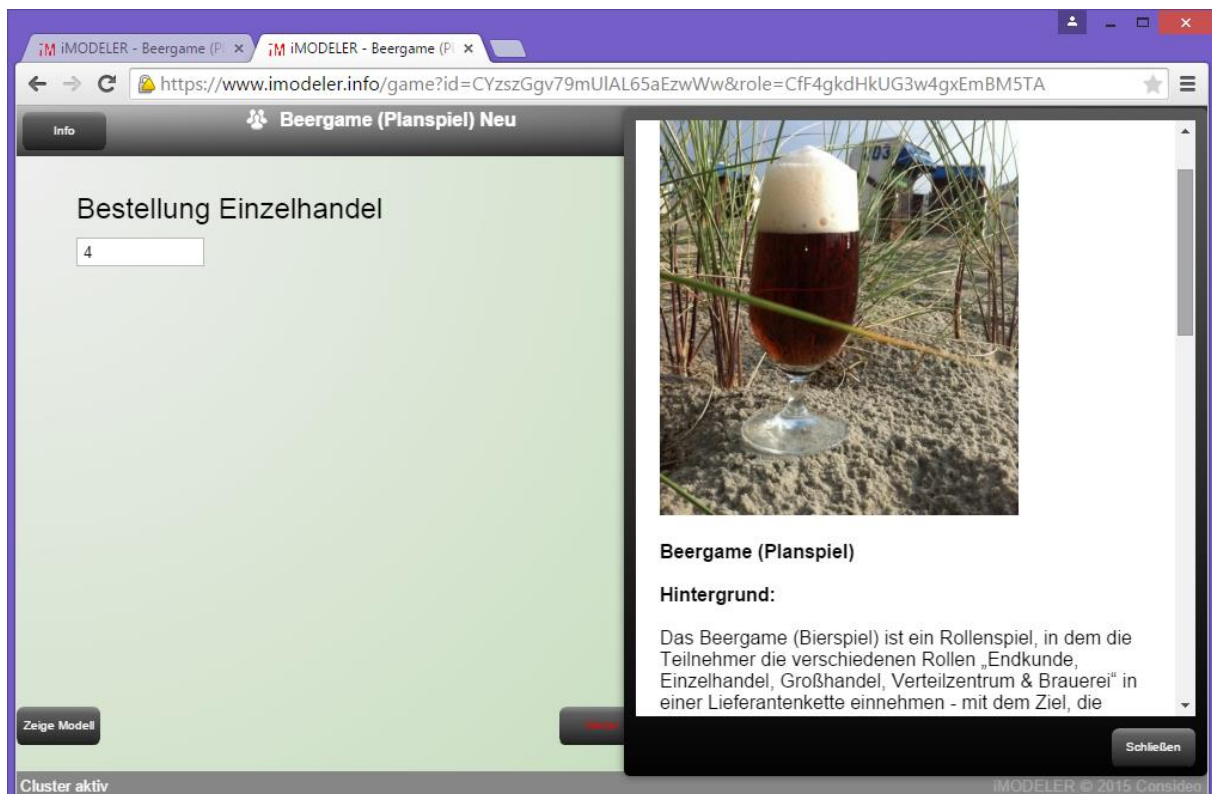 iM iMODELER - Beergame (Pl
iM iMODELER - Beergame (Pl
https://www.imodeler.info/game?id=CYzszGgv79mUlAL65aEzwWw&role=CfF4gkdHkUG3w4gxEmBM5TA
Info
Beergame (Planspiel) Neu
Bestellung Einzelhandel
4
03
Beergame (Planspiel)
Hintergrund:
Das Beergame (Bierspiel) ist ein Rollenspiel, in dem die
Teilnehmer die verschiedenen Rollen „Endkunde,
Einzelhandel, Großhandel, Verteilzentrum & Brauerei“ in
einer Lieferantenkette einnehmen - mit dem Ziel, die
Zeige Modell
Schließen
Cluster aktiv
iMODELER © 2015 Consideo